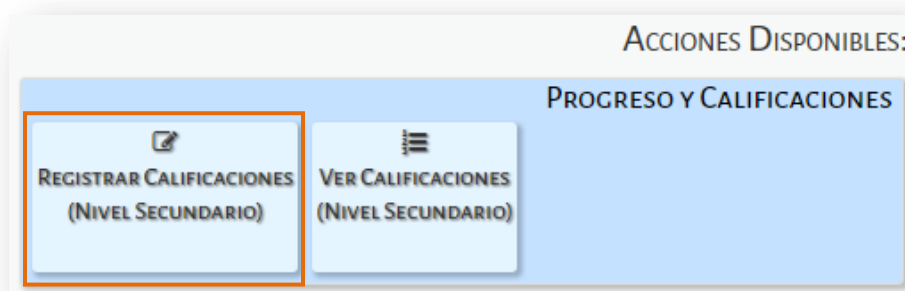 Acciones Disponibles:
Progreso y Calificaciones
Registrar Calificaciones
(Nivel Secundario)
Ver Calificaciones
(Nivel Secundario)